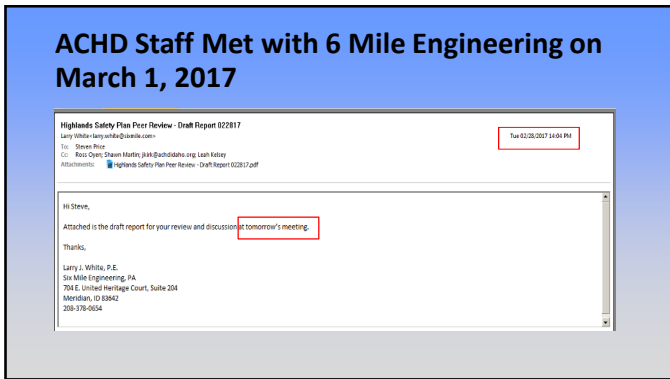 ACHD Staff Met with 6 Mile Engineering on
March 1, 2017
Highlands Safety Plan Peer Review - Draft Report 022817
Larry White <larry.white@sixmile.com>
Tue 02/28/2017 14:04 PM
To: Steven Price
Cc: Ross Oyen; Shawn Martin; jkirk@achdidaho.org; Leah Kelsey
Attachments: Highlands Safety Plan Peer Review - Draft Report 022817.pdf
Hi Steve,
Attached is the draft report for your review and discussion at tomorrow's meeting.
Thanks,
Larry J. White, P.E.
Six Mile Engineering, PA
704 E. United Heritage Court, Suite 204
Meridian, ID 83642
208-378-0654